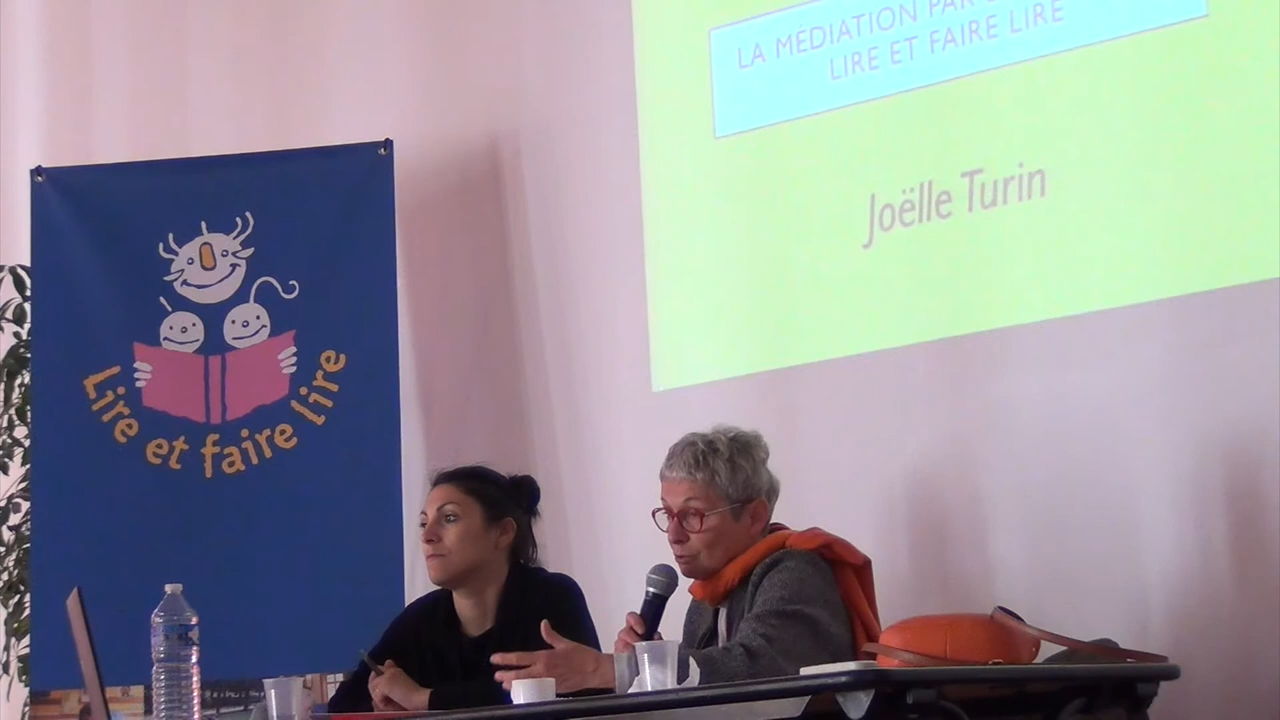 LA MÉDIATION PAR
LIRE ET FAIRE LIRE
Joëlle Turin
Lire et faire lire